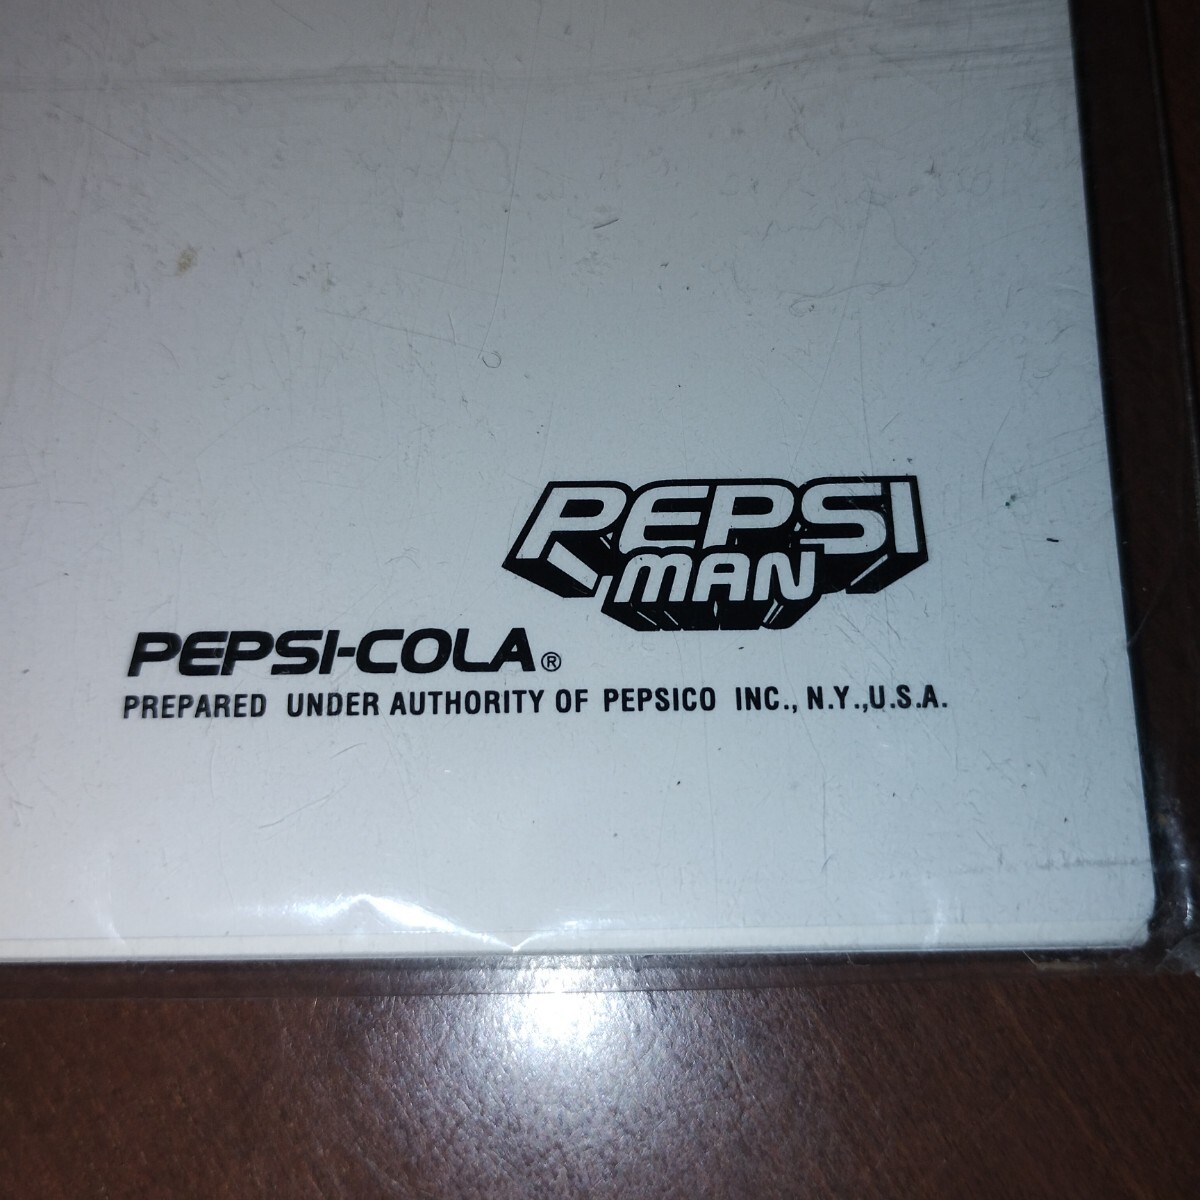 PEPSI
MAN
PEPSI-COLA®
PREPARED UNDER AUTHORITY OF PEPSICO INC., N.Y.,U.S.A.